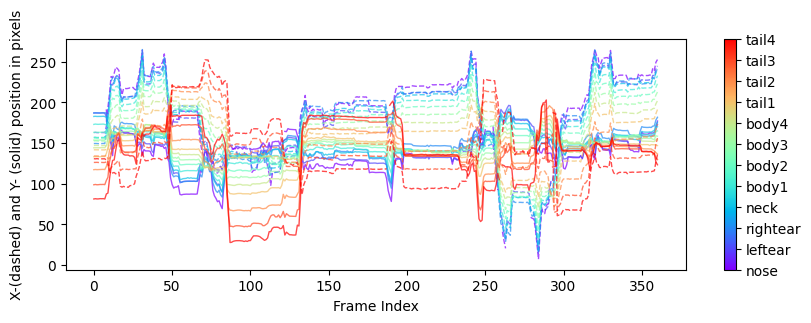 X-(dashed) and Y- (solid) position in pixels
250
200
150
100
50
0
0 50 100 150 200 250 300 350
Frame Index
tail4
tail3
tail2
tail1
body4
body3
body2
body1
neck
rightear
leftear
nose